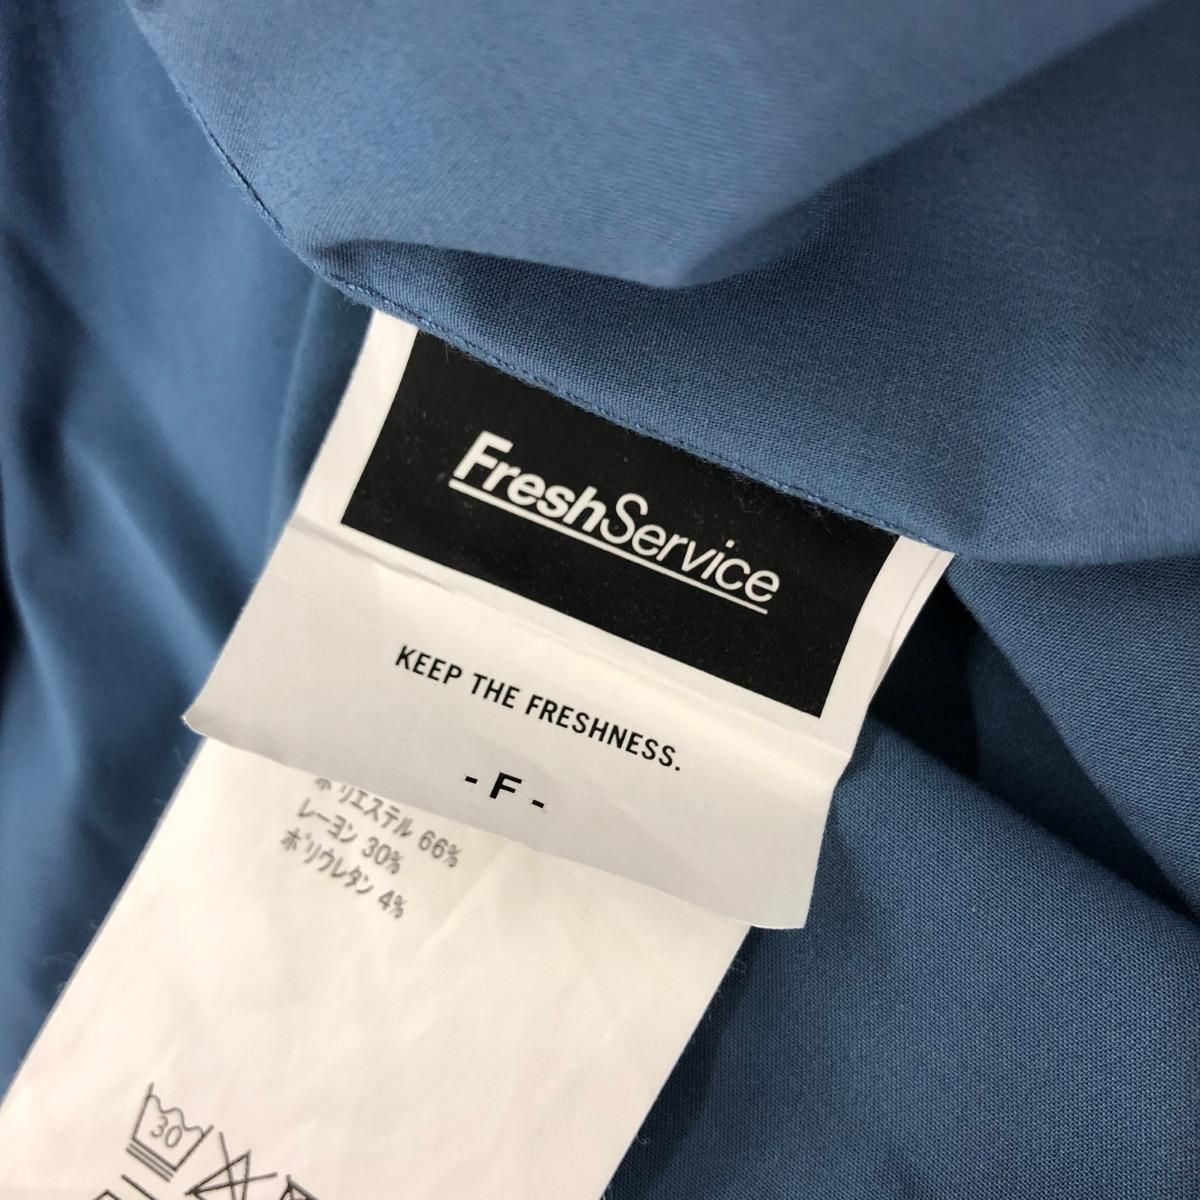 FreshService
KEEP THE FRESHNESS.
- F -
ポリエステル 66%
レーヨン 30%
ポリウレタン 4%
30